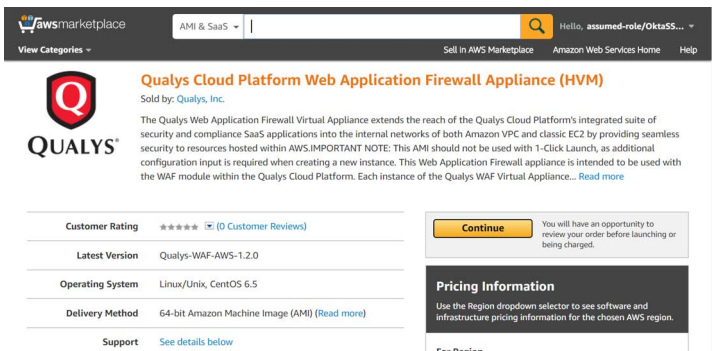 awsmarketplace
AMI & SaaS
Hello, assumed-role/OktaSS...
View Categories
Sell in AWS Marketplace Amazon Web Services Home Help
Qualys Cloud Platform Web Application Firewall Appliance (HVM)
Sold by: Qualys, Inc.
QUALYS®
The Qualys Web Application Firewall Virtual Appliance extends the reach of the Qualys Cloud Platform's integrated suite of
security and compliance SaaS applications into the internal networks of both Amazon VPC and classic EC2 by providing seamless
security to resources hosted within AWS.IMPORTANT NOTE: This AMI should not be used with 1-Click Launch, as additional
configuration input is required when creating a new instance. This Web Application Firewall appliance is intended to be used with
the WAF module within the Qualys Cloud Platform. Each instance of the Qualys WAF Virtual Appliance... Read more
Customer Rating (0 Customer Reviews)
Latest Version Qualys-WAF-AWS-1.2.0
Operating System Linux/Unix, CentOS 6.5
Delivery Method 64-bit Amazon Machine Image (AMI) (Read more)
Support See details below
Continue
You will have an opportunity to
review your order before launching or
being charged.
Pricing Information
Use the Region dropdown selector to see software and
infrastructure pricing information for the chosen AWS region.
For Region